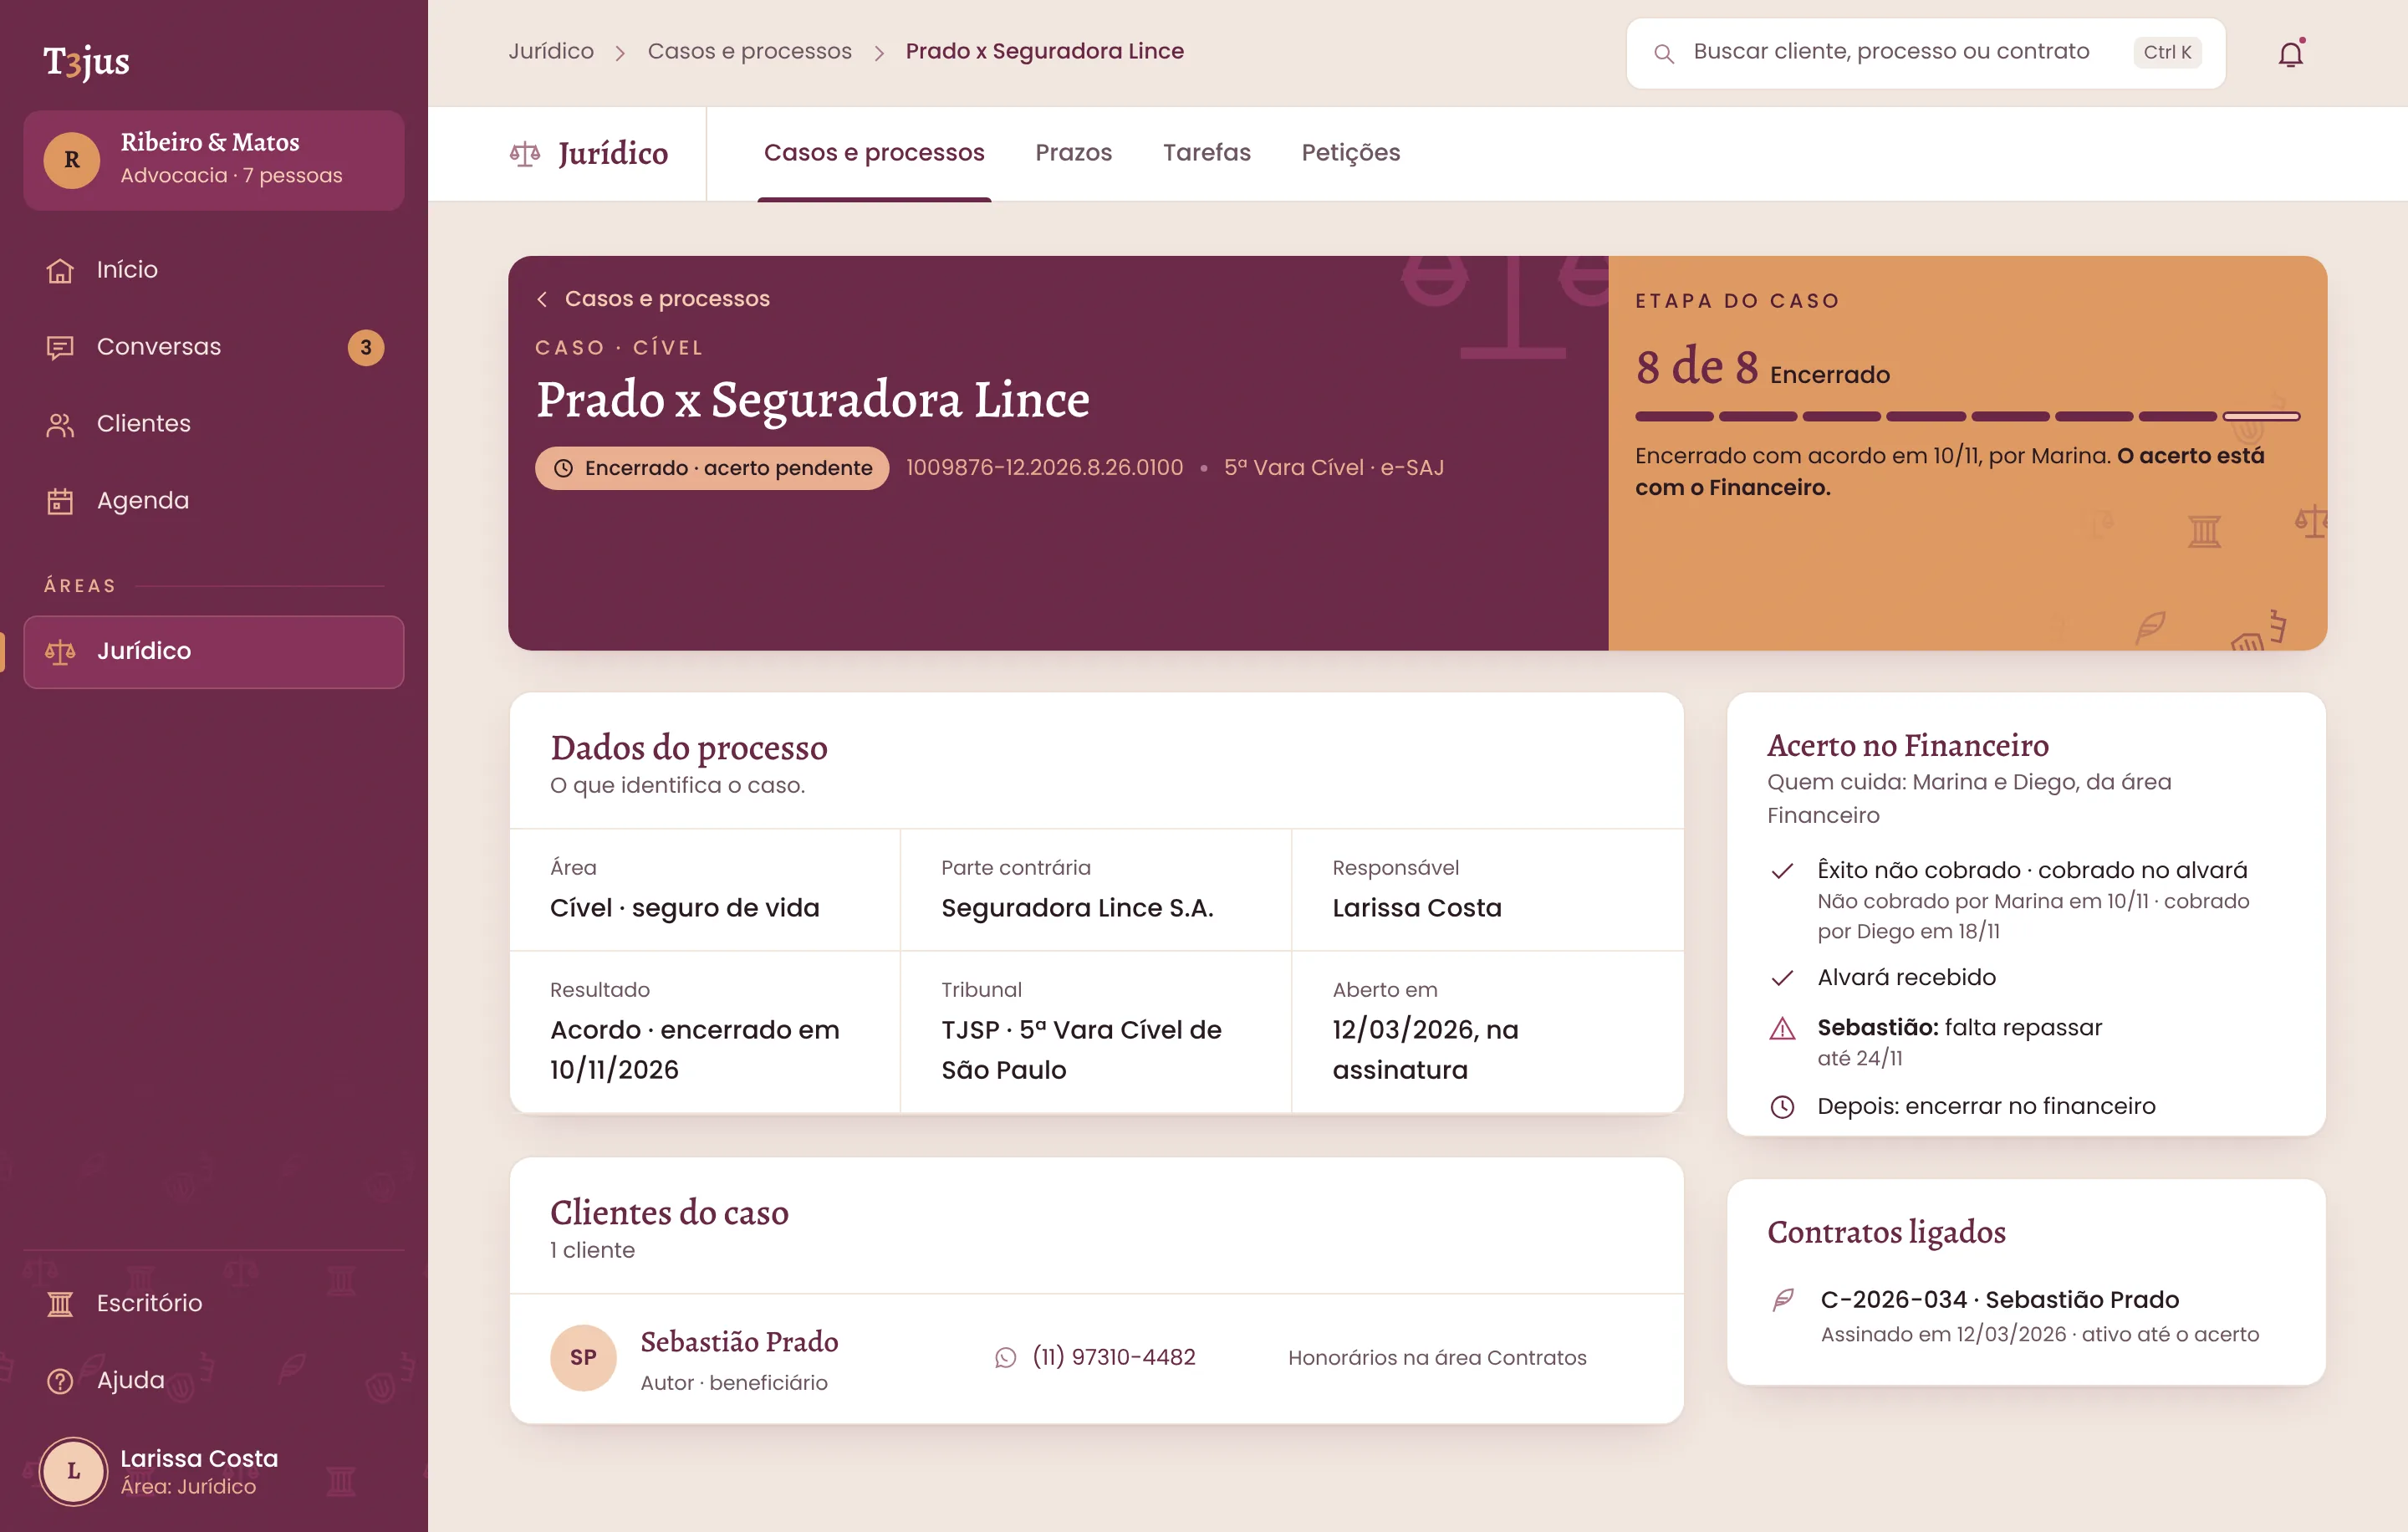 T3jus
R
Ribeiro & Matos
Advocacia · 7 pessoas
Início
Conversas
3
Clientes
Agenda
ÁREAS
Jurídico
Escritório
Ajuda
L
Larissa Costa
Área: Jurídico
Jurídico > Casos e processos > Prado x Seguradora Lince
Buscar cliente, processo ou contrato
Ctrl K
Jurídico
Casos e processos
Prazos
Tarefas
Petições
Casos e processos
CASO · CÍVEL
Prado x Seguradora Lince
Encerrado · acerto pendente
1009876-12.2026.8.26.0100 • 5ª Vara Cível · e-SAJ
ETAPA DO CASO
8 de 8 Encerrado
Encerrado com acordo em 10/11, por Marina. O acerto está
com o Financeiro.
Dados do processo
O que identifica o caso.
Área
Cível · seguro de vida
Parte contrária
Seguradora Lince S.A.
Responsável
Larissa Costa
Resultado
Acordo · encerrado em
10/11/2026
Tribunal
TJSP · 5ª Vara Cível de
São Paulo
Aberto em
12/03/2026, na
assinatura
Clientes do caso
1 cliente
SP
Sebastião Prado
Autor · beneficiário
(11) 97310-4482
Honorários na área Contratos
Acerto no Financeiro
Quem cuida: Marina e Diego, da área
Financeiro
Êxito não cobrado · cobrado no alvará
Não cobrado por Marina em 10/11 · cobrado
por Diego em 18/11
Alvará recebido
Sebastião: falta repassar
até 24/11
Depois: encerrar no financeiro
Contratos ligados
C-2026-034 · Sebastião Prado
Assinado em 12/03/2026 · ativo até o acerto